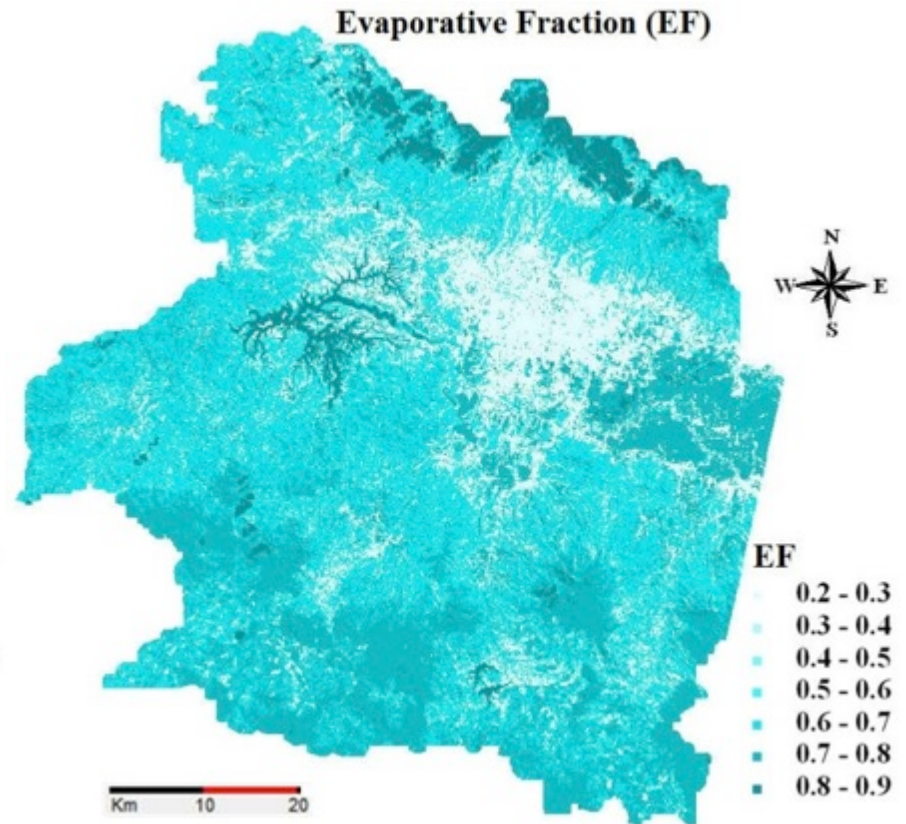 Evaporative Fraction (EF)
N
W E
S
EF
0.2 - 0.3
0.3 - 0.4
0.4 - 0.5
0.5 - 0.6
0.6 - 0.7
0.7 - 0.8
0.8 - 0.9
Km 10 20